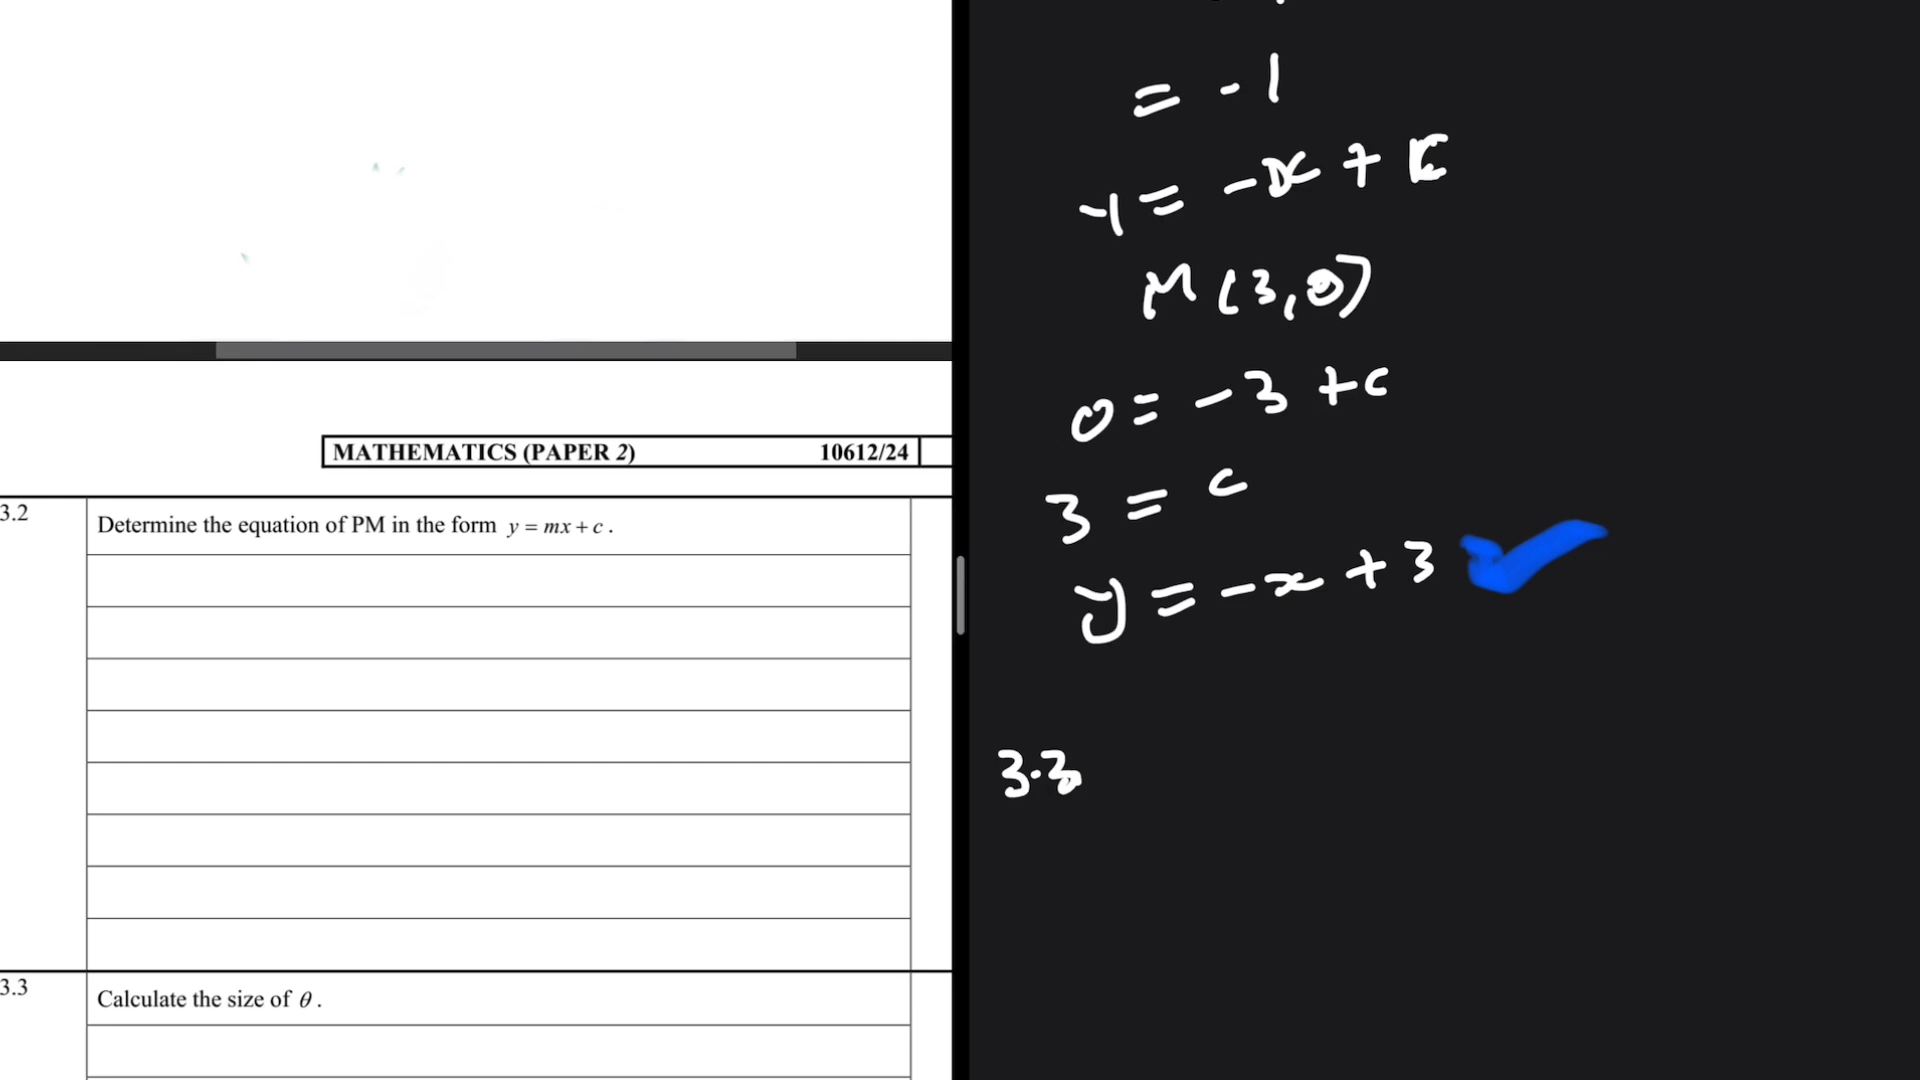 MATHEMATICS (PAPER 2) 10612/24
3.2 Determine the equation of PM in the form y = mx + c .
3.3 Calculate the size of θ .
= -1
y = -x + c
M (3,0)
0 = -3 + c
3 = c
y = -x + 3
3.3